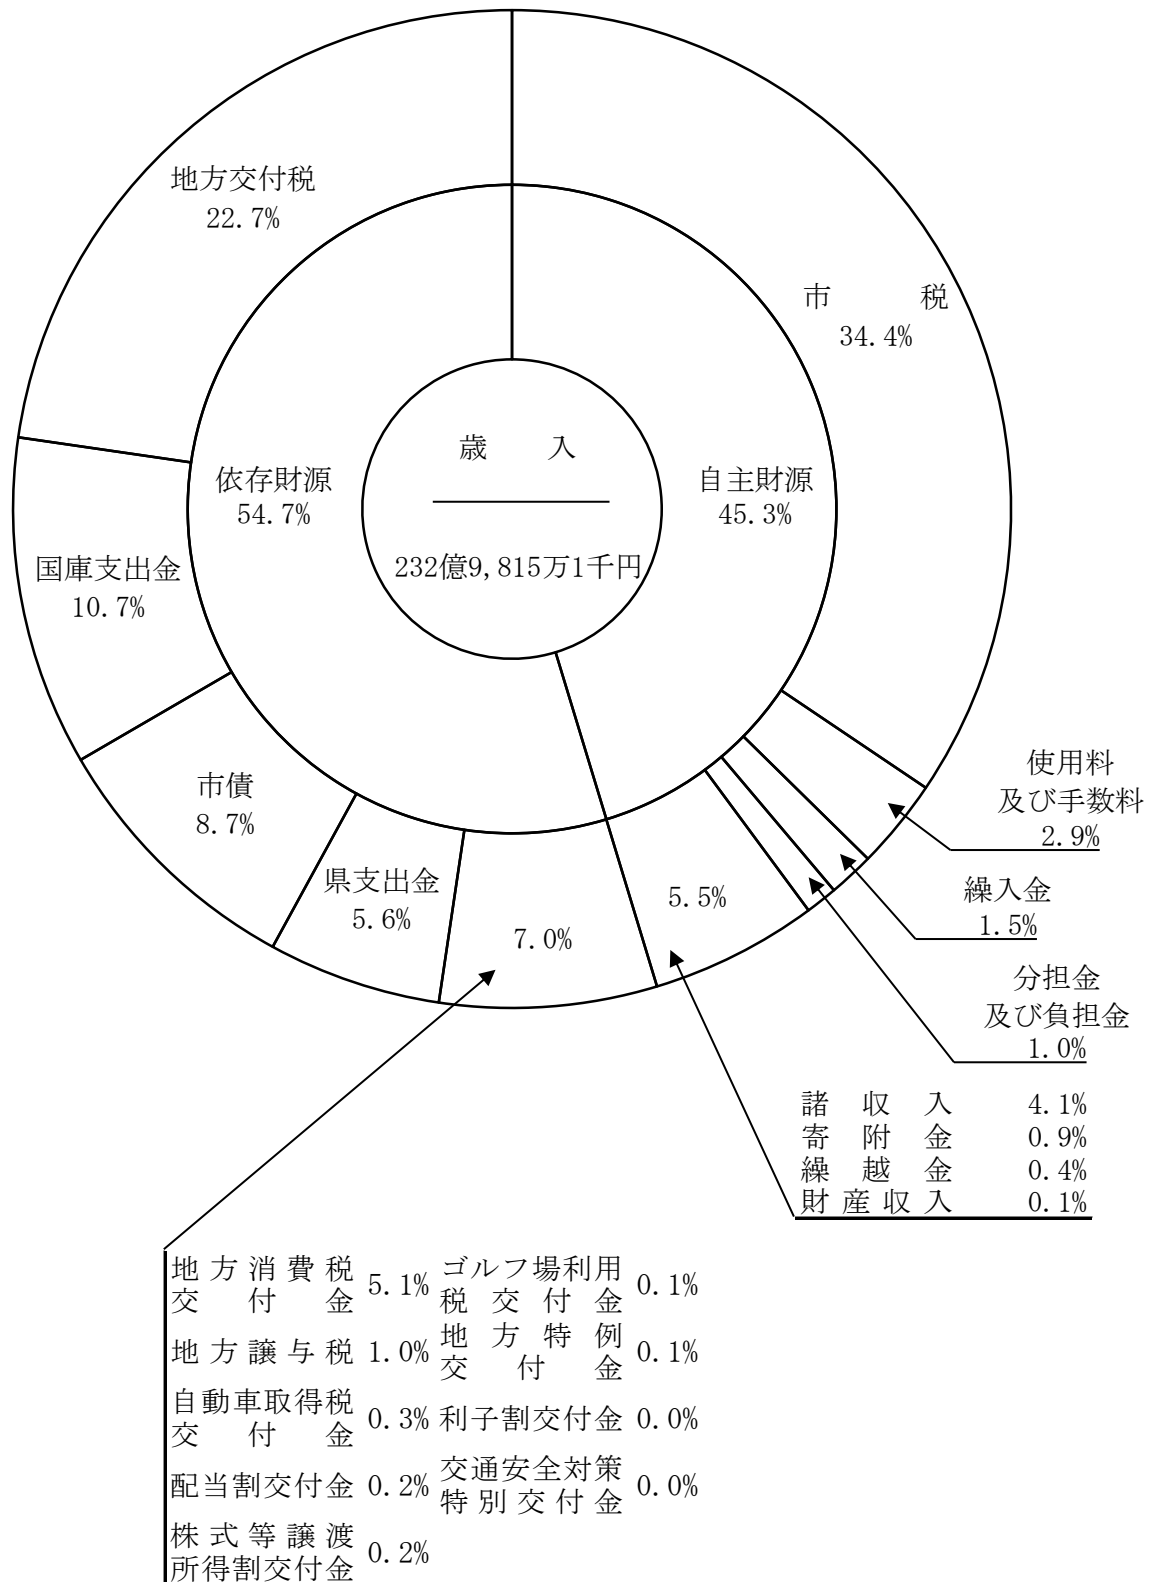 地方交付税
22.7%
市 税
34.4%
歳 入
232億9,815万1千円
依存財源
54.7%
自主財源
45.3%
国庫支出金
10.7%
市債
8.7%
県支出金
5.6%
7.0%
5.5%
使用料
及び手数料
2.9%
繰入金
1.5%
分担金
及び負担金
1.0%
諸収入 4.1%
寄附金 0.9%
繰越金 0.4%
財産収入 0.1%
地方消費税
交付金 5.1%
地方譲与税 1.0%
自動車取得税
交付金 0.3%
配当割交付金 0.2%
株式等譲渡
所得割交付金 0.2%
ゴルフ場利用
税交付金 0.1%
地方特例
交付金 0.1%
利子割交付金 0.0%
交通安全対策
特別交付金 0.0%